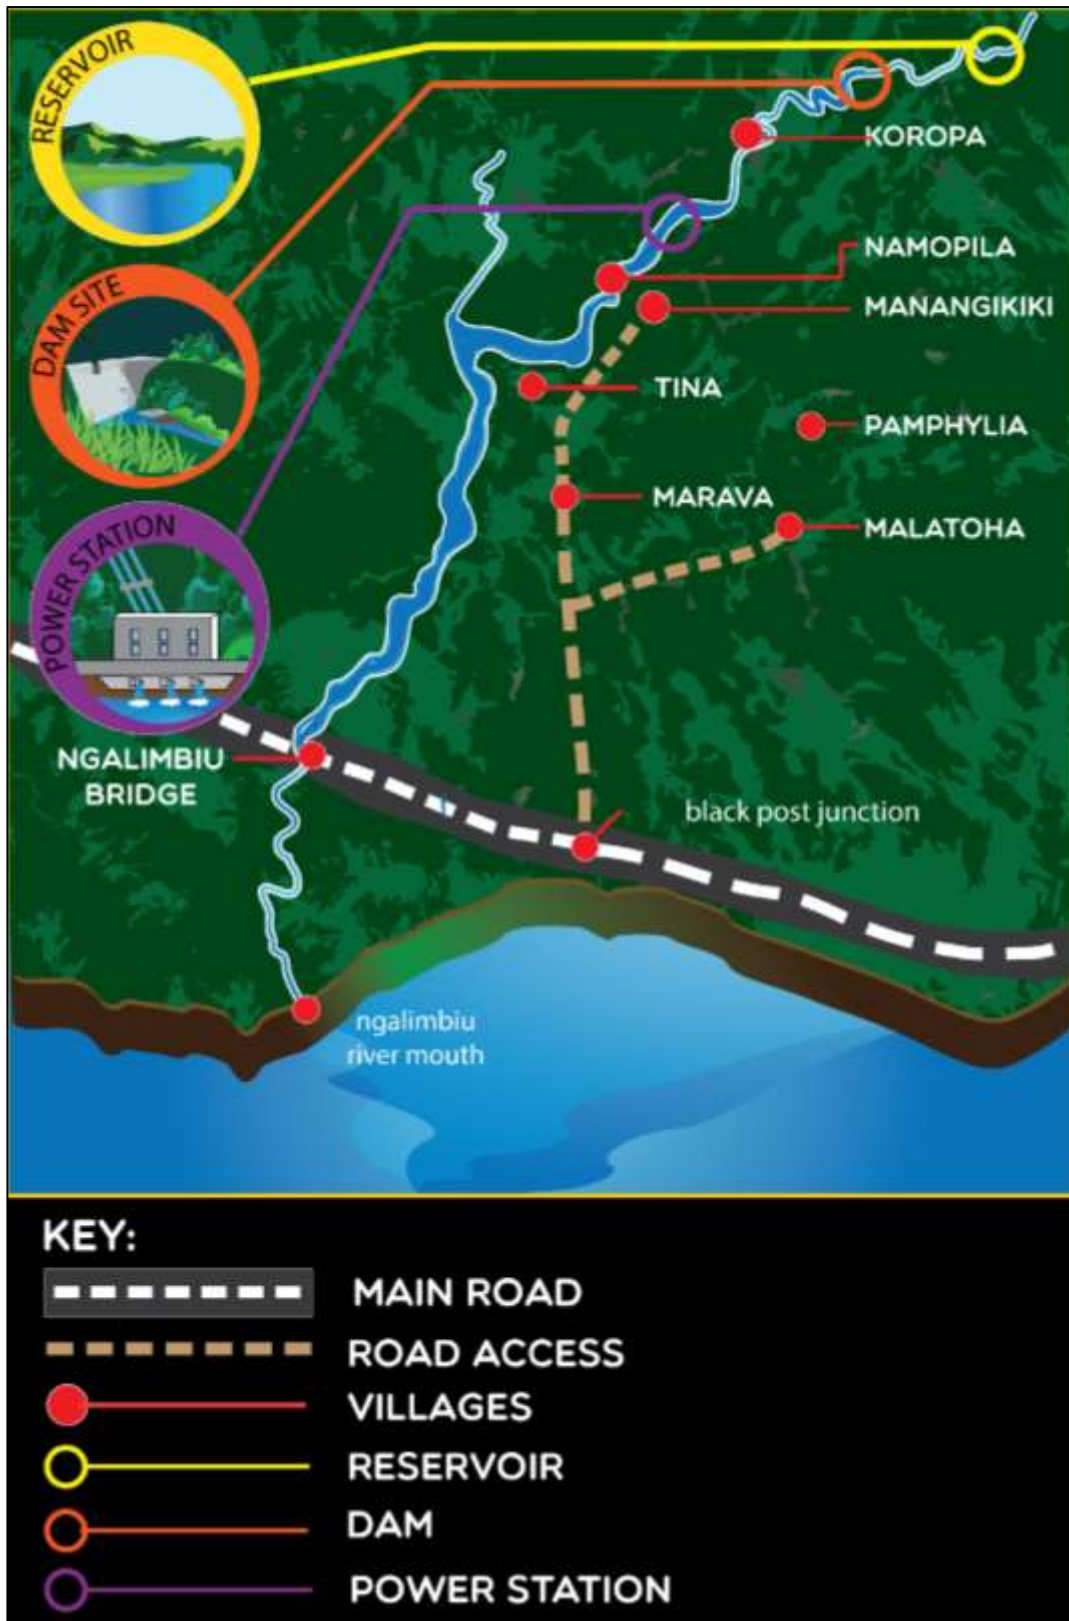 RESERVOIR
KOROPA
NAMOPILA
DAM SITE
MANANGIKIKI
TINA
PAMPHYLIA
MARAVA
MALATOHA
POWER STATION
NGALIMBIU
BRIDGE
black post junction
ngalimbiu
river mouth
KEY:
MAIN ROAD
ROAD ACCESS
VILLAGES
RESERVOIR
DAM
POWER STATION